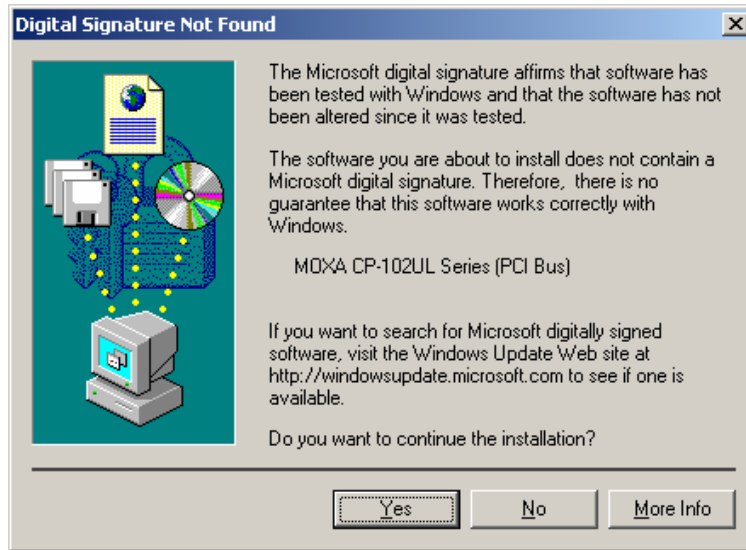 Digital Signature Not Found
The Microsoft digital signature affirms that software has
been tested with Windows and that the software has not
been altered since it was tested.
The software you are about to install does not contain a
Microsoft digital signature. Therefore,  there is no
guarantee that this software works correctly with
Windows.
MOXA CP-102UL Series (PCI Bus)
If you want to search for Microsoft digitally signed
software, visit the Windows Update Web site at
http://windowsupdate.microsoft.com to see if one is
available.
Do you want to continue the installation?
Yes No More Info